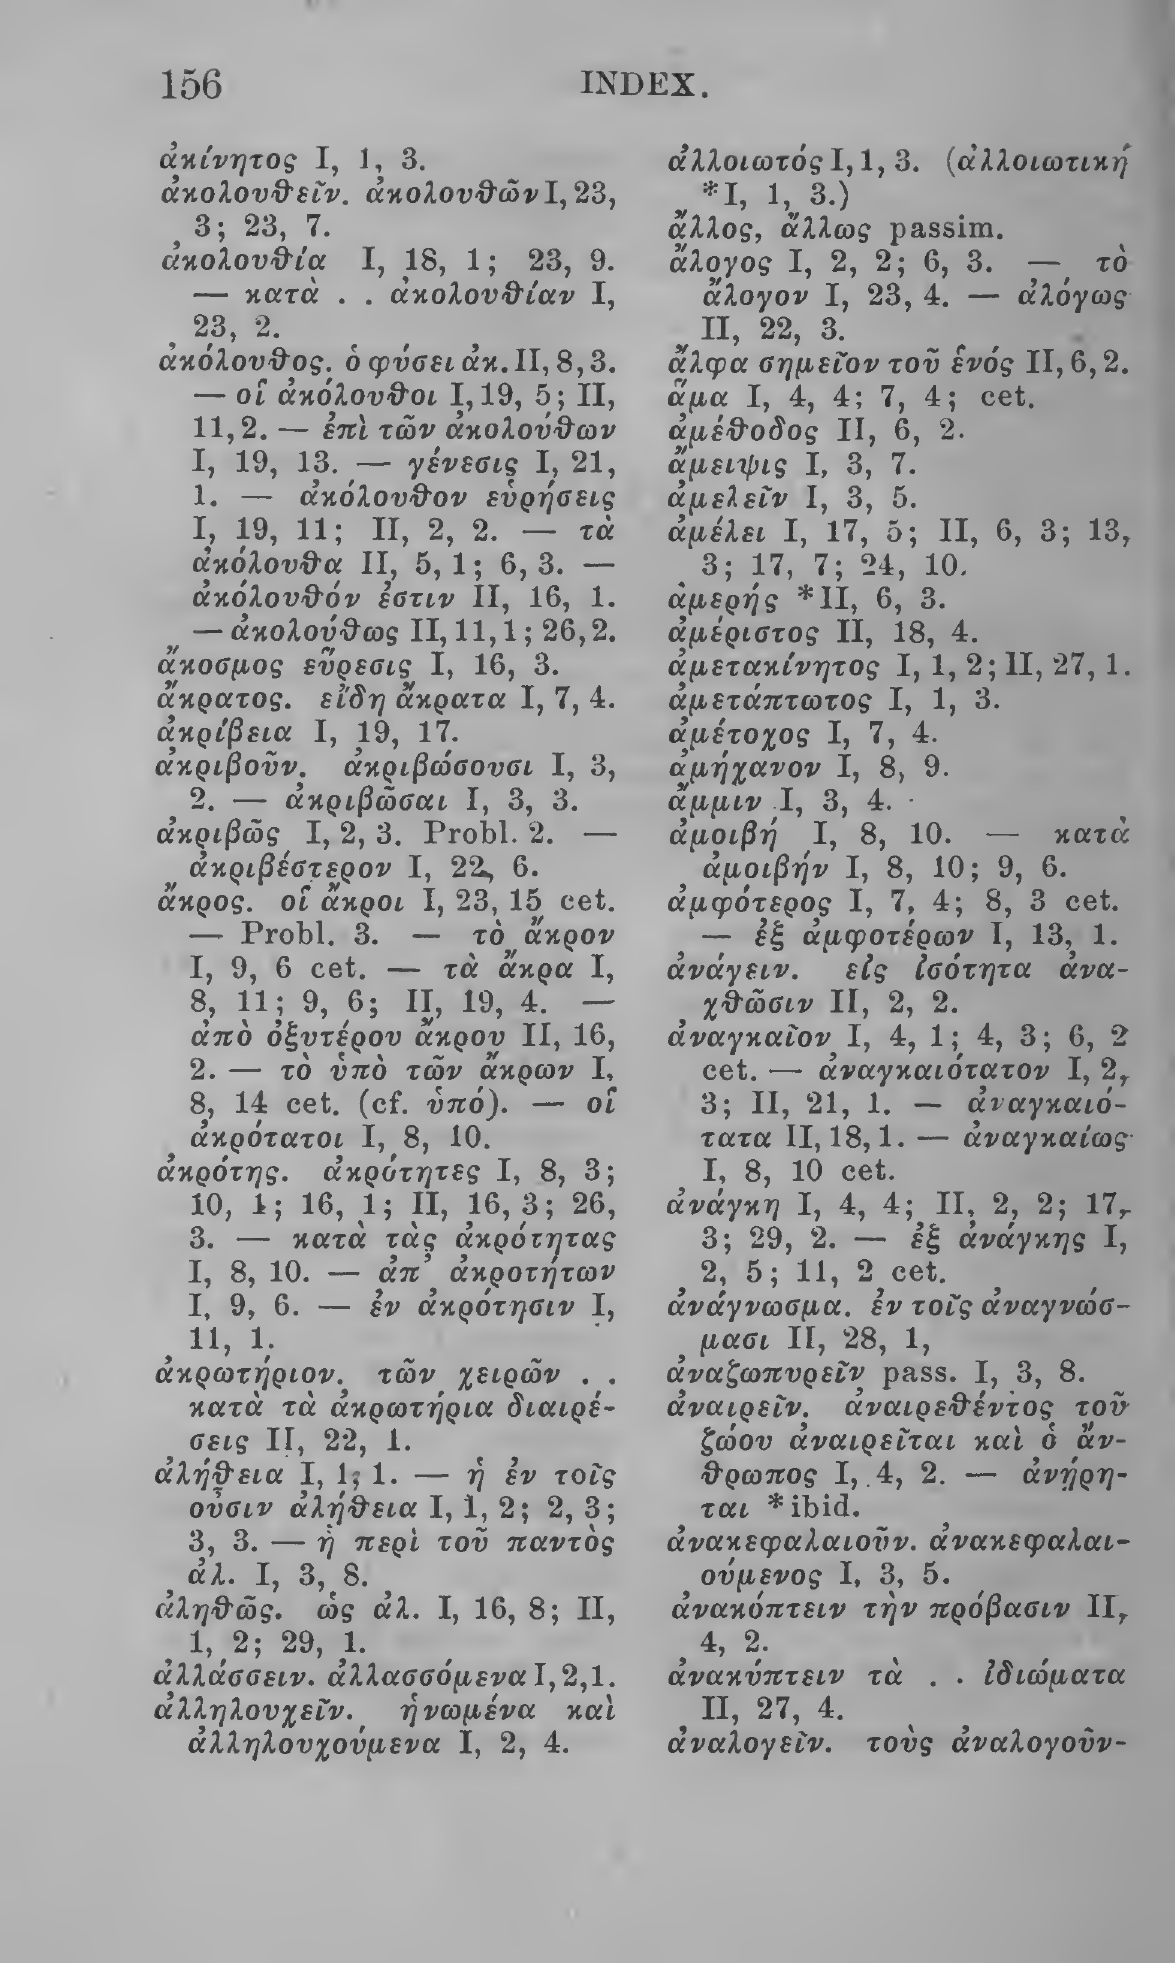 156 INDEX.
ἀκίνητος I, 1, 3.
ἀκολουθεῖν. ἀκολουθῶν I, 23,
3; 23, 7.
ἀκολουθία I, 18, 1; 23, 9.
— κατὰ . . ἀκολουθίαν I,
23, 2.
ἀκόλουθος. ὁ φύσει ἀκ. II, 8, 3.
— οἵ ἀκόλουθοι I, 19, 5; II,
11, 2. — ἐπὶ τῶν ἀκολούθων
I, 19, 13. — γένεσις I, 21,
1. — ἀκόλουθον εὑρήσεις
I, 19, 11; II, 2, 2. — τὰ
ἀκόλουθα II, 5, 1; 6, 3. —
ἀκόλουθόν ἐστιν II, 16, 1.
— ἀκολούθως II, 11, 1; 26, 2.
ἄκοσμος εὕρεσις I, 16, 3.
ἄκρατος. εἴδη ἄκρατα I, 7, 4.
ἀκρίβεια I, 19, 17.
ἀκριβοῦν. ἀκριβώσουσι I, 3,
2. — ἀκριβῶσαι I, 3, 3.
ἀκριβῶς I, 2, 3. Probl. 2. —
ἀκριβέστερον I, 22, 6.
ἄκρος. οἵ ἄκροι I, 23, 15 cet.
— Probl. 3. — τὸ ἄκρον
I, 9, 6 cet. — τὰ ἄκρα I,
8, 11; 9, 6; II, 19, 4. —
ἀπὸ ὀξυτέρου ἄκρου II, 16,
2. — τὸ ὑπὸ τῶν ἄκρων I,
8, 14 cet. (cf. ὑπό). — οἵ
ἀκρότατοι I, 8, 10.
ἀκρότης. ἀκρότητες I, 8, 3;
10, 1; 16, 1; II, 16, 3; 26,
3. — κατὰ τὰς ἀκρότητας
I, 8, 10. — ἀπ’ ἀκροτήτων
I, 9, 6. — ἐν ἀκρότησιν I,
11, 1.
ἀκρωτήριον. τῶν χειρῶν . .
κατὰ τὰ ἀκρωτήρια διαιρέ-
σεις II, 22, 1.
ἀλήθεια I, 1, 1. — ἡ ἐν τοῖς
οὖσιν ἀλήθεια I, 1, 2; 2, 3;
3, 3. — ἡ περὶ τοῦ παντὸς
ἀλ. I, 3, 8.
ἀληθῶς. ὡς ἀλ. I, 16, 8; II,
1, 2; 29, 1.
ἀλλάσσειν. ἀλλασσόμενα I, 2, 1.
ἀλληλουχεῖν. ἡνωμένα καὶ
ἀλληλουχούμενα I, 2, 4.
ἀλλοιωτός I, 1, 3. (ἀλλοιωτική
*I, 1, 3.)
ἄλλος, ἄλλως passim.
ἄλογος I, 2, 2; 6, 3. — τὸ
ἄλογον I, 23, 4. — ἀλόγως
II, 22, 3.
ἄλφα σημεῖον τοῦ ἑνός II, 6, 2.
ἅμα I, 4, 4; 7, 4; cet.
ἀμέθοδος II, 6, 2.
ἄμειψις I, 3, 7.
ἀμελεῖν I, 3, 5.
ἀμέλει I, 17, 5; II, 6, 3; 13,
3; 17, 7; 24, 10.
ἀμερής *II, 6, 3.
ἀμέριστος II, 18, 4.
ἀμετακίνητος I, 1, 2; II, 27, 1.
ἀμετάπτωτος I, 1, 3.
ἀμέτοχος I, 7, 4.
ἀμήχανον I, 8, 9.
ἄμμιν I, 3, 4.
ἀμοιβή I, 8, 10. — κατὰ
ἀμοιβήν I, 8, 10; 9, 6.
ἀμφότερος I, 7, 4; 8, 3 cet.
— ἐξ ἀμφοτέρων I, 13, 1.
ἀνάγειν. εἰς ἰσότητα ἀνα-
χθῶσιν II, 2, 2.
ἀναγκαῖον I, 4, 1; 4, 3; 6, 2
cet. — ἀναγκαιότατον I, 2,
3; II, 21, 1. — ἀναγκαιό-
τατα II, 18, 1. — ἀναγκαίως
I, 8, 10 cet.
ἀνάγκη I, 4, 4; II, 2, 2; 17,
3; 29, 2. — ἐξ ἀνάγκης I,
2, 5; 11, 2 cet.
ἀνάγνωσμα. ἐν τοῖς ἀναγνώσ-
μασι II, 28, 1,
ἀναζωπυρεῖν pass. I, 3, 8.
ἀναιρεῖν. ἀναιρεθέντος τοῦ
ζώου ἀναιρεῖται καὶ ὁ ἄν-
θρωπος I, 4, 2. — ἀνῄρη-
ται *ibid.
ἀνακεφαλαιοῦν. ἀνακεφαλαι-
ούμενος I, 3, 5.
ἀνακόπτειν τὴν πρόβασιν II,
4, 2.
ἀνακύπτειν τὰ . . ἰδιώματα
II, 27, 4.
ἀναλογεῖν. τοὺς ἀναλογοῦν-